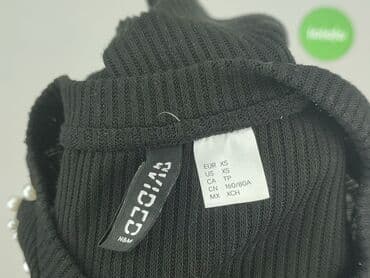 DIVIDED
H&M
EUR XS
US XS
CA TP
CN 160/80A
MX XCH